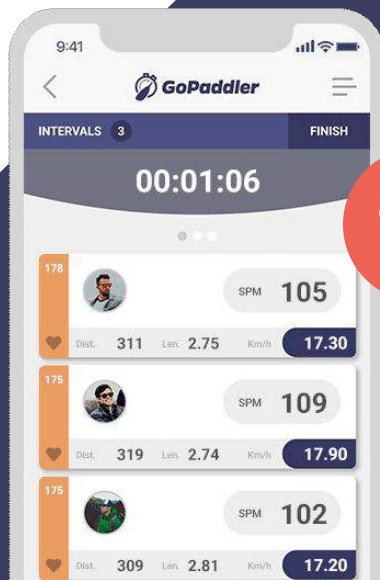 9:41
GoPaddler
INTERVALS 3 FINISH
00:01:06
178
SPM 105
Dist. 311 Len. 2.75 Km/h 17.30
175
SPM 109
Dist. 319 Len. 2.74 Km/h 17.90
175
SPM 102
Dist. 309 Len. 2.81 Km/h 17.20